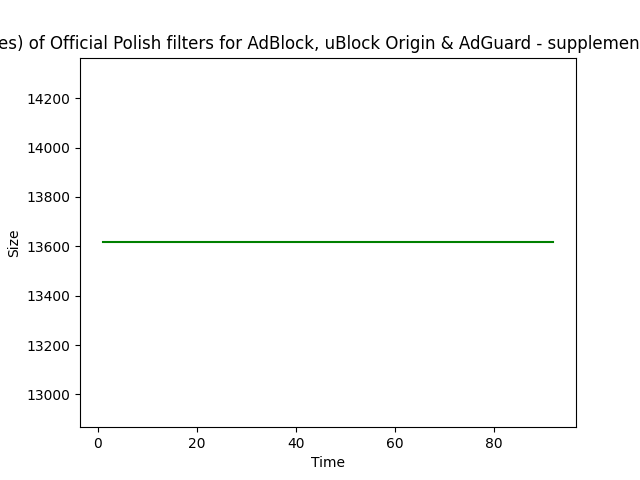 es) of Official Polish filters for AdBlock, uBlock Origin & AdGuard - supplemen
14200
14000
13800
13600
13400
13200
13000
Size
0 20 40 60 80
Time